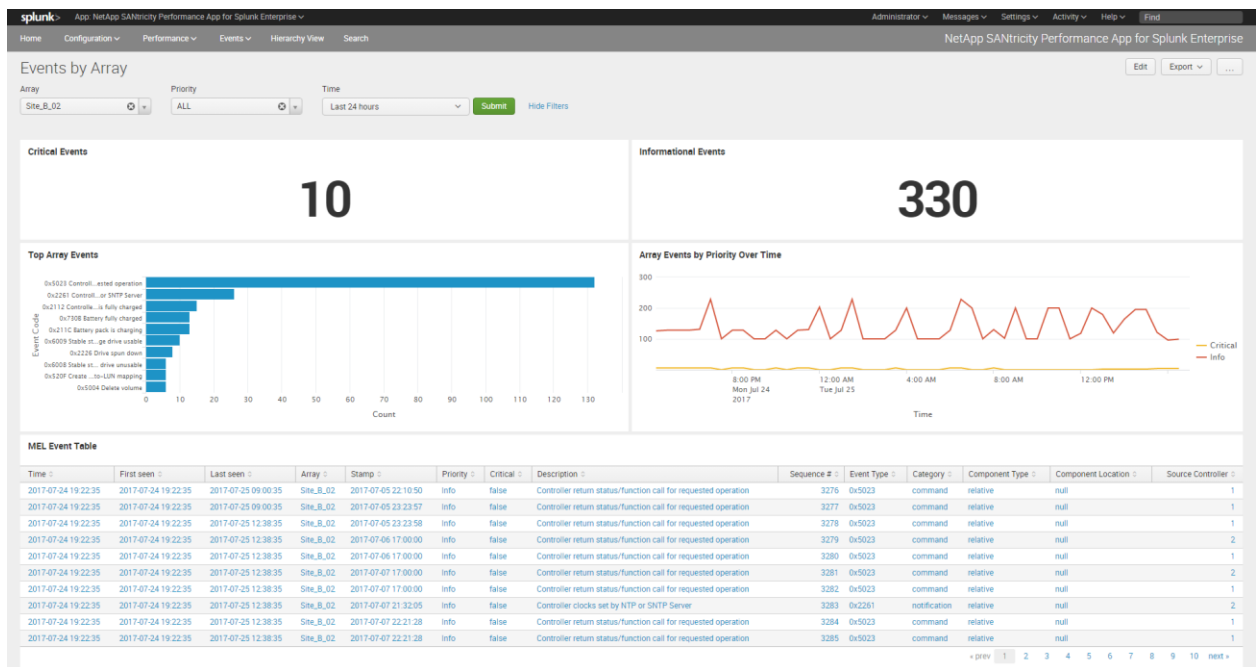 splunk> App: NetApp SANtricity Performance App for Splunk Enterprise Administrator Messages Settings Activity Help Find
Home Configuration Performance Events Hierarchy View Search NetApp SANtricity Performance App for Splunk Enterprise
Events by Array Edit Export ...
Array Priority Time
Site_B_02 ALL Last 24 hours Submit Hide Filters
Critical Events
10
Informational Events
330
Top Array Events
0x5023 Controll...ested operation
0x2261 Controll...or SNTP Server
0x2112 Controlle...is fully charged
0x730B Battery fully charged
0x211C Battery pack is charging
0x6009 Stable st...ge drive usable
0x2226 Drive spun down
0x6008 Stable st... drive unusable
0x520F Create ...to-LUN mapping
0x5004 Delete volume
Event Code
0 10 20 30 40 50 60 70 80 90 100 110 120 130
Count
Array Events by Priority Over Time
300
200
100
Critical
Info
8:00 PM 12:00 AM 4:00 AM 8:00 AM 12:00 PM
Mon Jul 24 Tue Jul 25
2017
Time
MEL Event Table
Time First seen Last seen Array Stamp Priority Critical Description Sequence # Event Type Category Component Type Component Location Source Controller
2017-07-24 19:22:35 2017-07-24 19:22:35 2017-07-25 09:00:35 Site_B_02 2017-07-05 22:10:50 Info false Controller return status/function call for requested operation 3276 0x5023 command relative null 1
2017-07-24 19:22:35 2017-07-24 19:22:35 2017-07-25 09:00:35 Site_B_02 2017-07-05 23:23:57 Info false Controller return status/function call for requested operation 3277 0x5023 command relative null 1
2017-07-24 19:22:35 2017-07-24 19:22:35 2017-07-25 12:38:35 Site_B_02 2017-07-05 23:23:58 Info false Controller return status/function call for requested operation 3278 0x5023 command relative null 1
2017-07-24 19:22:35 2017-07-24 19:22:35 2017-07-25 12:38:35 Site_B_02 2017-07-06 17:00:00 Info false Controller return status/function call for requested operation 3279 0x5023 command relative null 2
2017-07-24 19:22:35 2017-07-24 19:22:35 2017-07-25 12:38:35 Site_B_02 2017-07-06 17:00:00 Info false Controller return status/function call for requested operation 3280 0x5023 command relative null 1
2017-07-24 19:22:35 2017-07-24 19:22:35 2017-07-25 12:38:35 Site_B_02 2017-07-07 17:00:00 Info false Controller return status/function call for requested operation 3281 0x5023 command relative null 2
2017-07-24 19:22:35 2017-07-24 19:22:35 2017-07-25 12:38:35 Site_B_02 2017-07-07 17:00:00 Info false Controller return status/function call for requested operation 3282 0x5023 command relative null 1
2017-07-24 19:22:35 2017-07-24 19:22:35 2017-07-25 12:38:35 Site_B_02 2017-07-07 21:32:05 Info false Controller clocks set by NTP or SNTP Server 3283 0x2261 notification relative null 2
2017-07-24 19:22:35 2017-07-24 19:22:35 2017-07-25 12:38:35 Site_B_02 2017-07-07 22:21:28 Info false Controller return status/function call for requested operation 3284 0x5023 command relative null 1
2017-07-24 19:22:35 2017-07-24 19:22:35 2017-07-25 12:38:35 Site_B_02 2017-07-07 22:21:28 Info false Controller return status/function call for requested operation 3285 0x5023 command relative null 1
« prev 1 2 3 4 5 6 7 8 9 10 next »